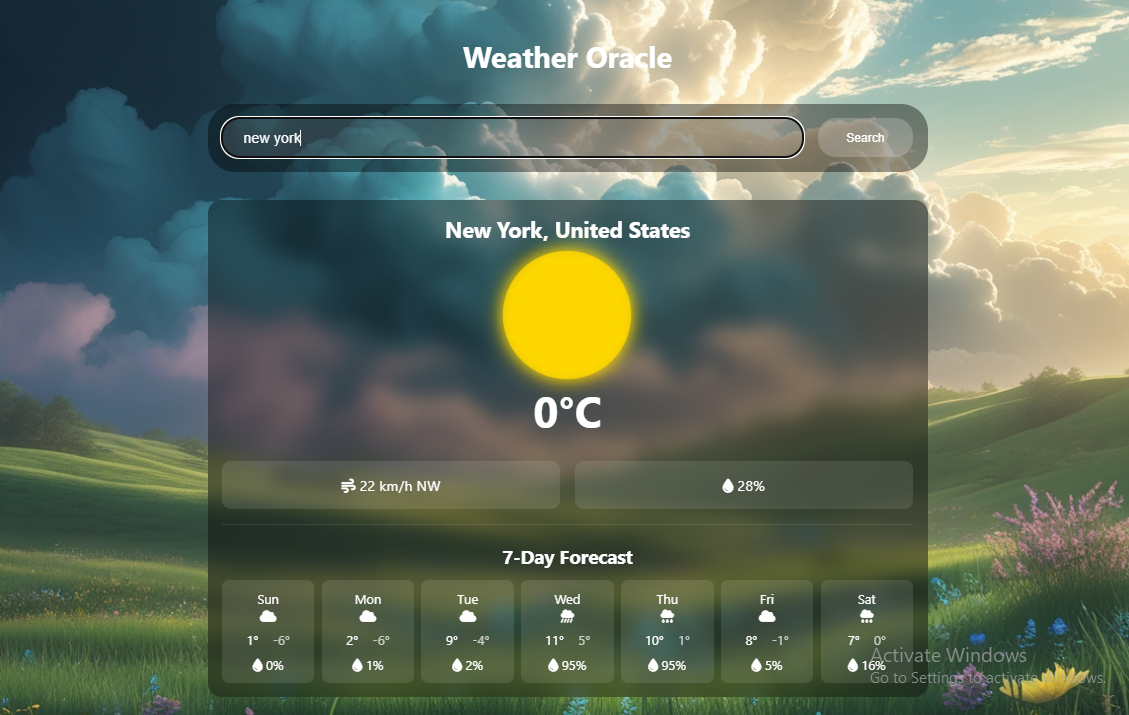 Weather Oracle
new york
Search
New York, United States
0°C
22 km/h NW
28%
7-Day Forecast
Sun Mon Tue Wed Thu Fri Sat
1° -6° 2° -6° 9° -4° 11° 5° 10° 1° 8° -1° 7° 0°
0% 1% 2% 95% 95% 5% 16%
Activate Windows
Go to Settings to activate Windows.